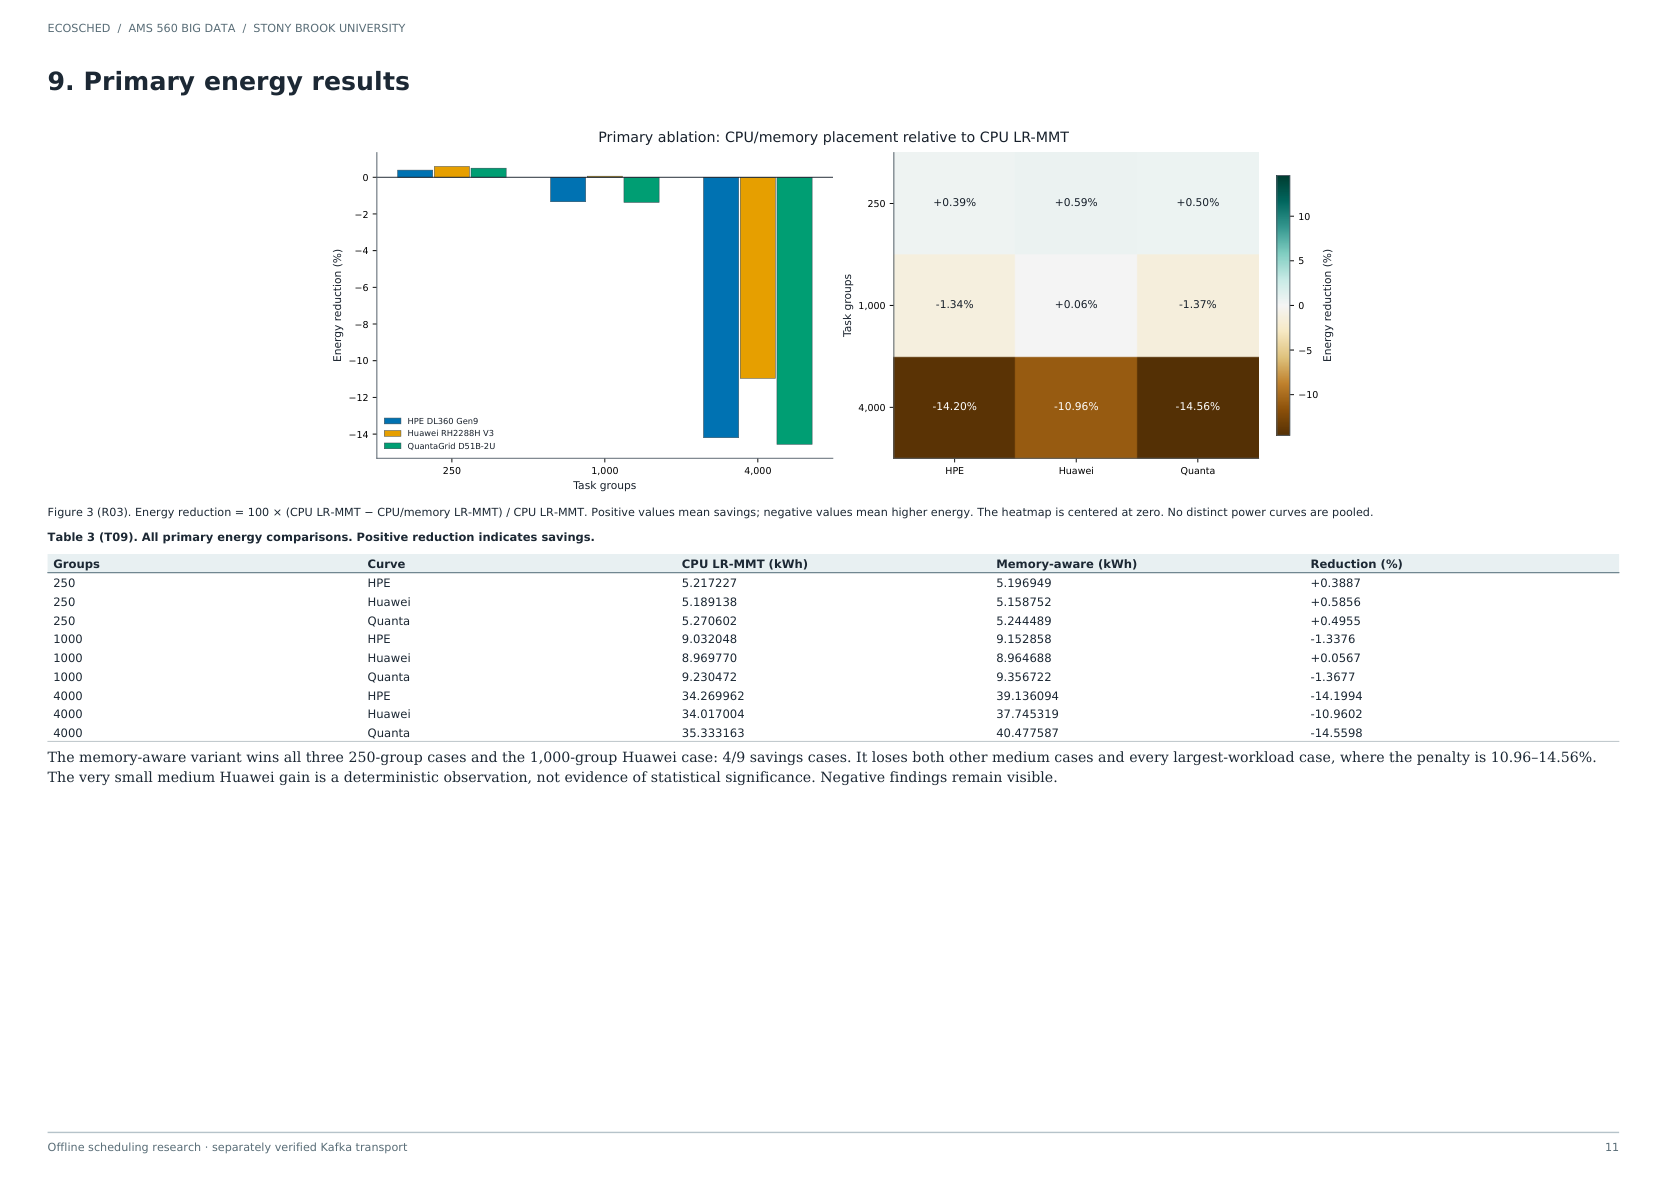 ECOSCHED / AMS 560 BIG DATA / STONY BROOK UNIVERSITY
9. Primary energy results
Primary ablation: CPU/memory placement relative to CPU LR-MMT
Energy reduction (%)
0
−2
−4
−6
−8
−10
−12
−14
HPE DL360 Gen9
Huawei RH2288H V3
QuantaGrid D51B-2U
250 1,000 4,000
Task groups
Task groups
250 +0.39% +0.59% +0.50%
1,000 -1.34% +0.06% -1.37%
4,000 -14.20% -10.96% -14.56%
HPE Huawei Quanta
10
5
0
−5
−10
Energy reduction (%)
Figure 3 (R03). Energy reduction = 100 × (CPU LR-MMT − CPU/memory LR-MMT) / CPU LR-MMT. Positive values mean savings; negative values mean higher energy. The heatmap is centered at zero. No distinct power curves are pooled.
Table 3 (T09). All primary energy comparisons. Positive reduction indicates savings.
Groups Curve CPU LR-MMT (kWh) Memory-aware (kWh) Reduction (%)
250 HPE 5.217227 5.196949 +0.3887
250 Huawei 5.189138 5.158752 +0.5856
250 Quanta 5.270602 5.244489 +0.4955
1000 HPE 9.032048 9.152858 -1.3376
1000 Huawei 8.969770 8.964688 +0.0567
1000 Quanta 9.230472 9.356722 -1.3677
4000 HPE 34.269962 39.136094 -14.1994
4000 Huawei 34.017004 37.745319 -10.9602
4000 Quanta 35.333163 40.477587 -14.5598
The memory-aware variant wins all three 250-group cases and the 1,000-group Huawei case: 4/9 savings cases. It loses both other medium cases and every largest-workload case, where the penalty is 10.96–14.56%.
The very small medium Huawei gain is a deterministic observation, not evidence of statistical significance. Negative findings remain visible.
Offline scheduling research · separately verified Kafka transport
11